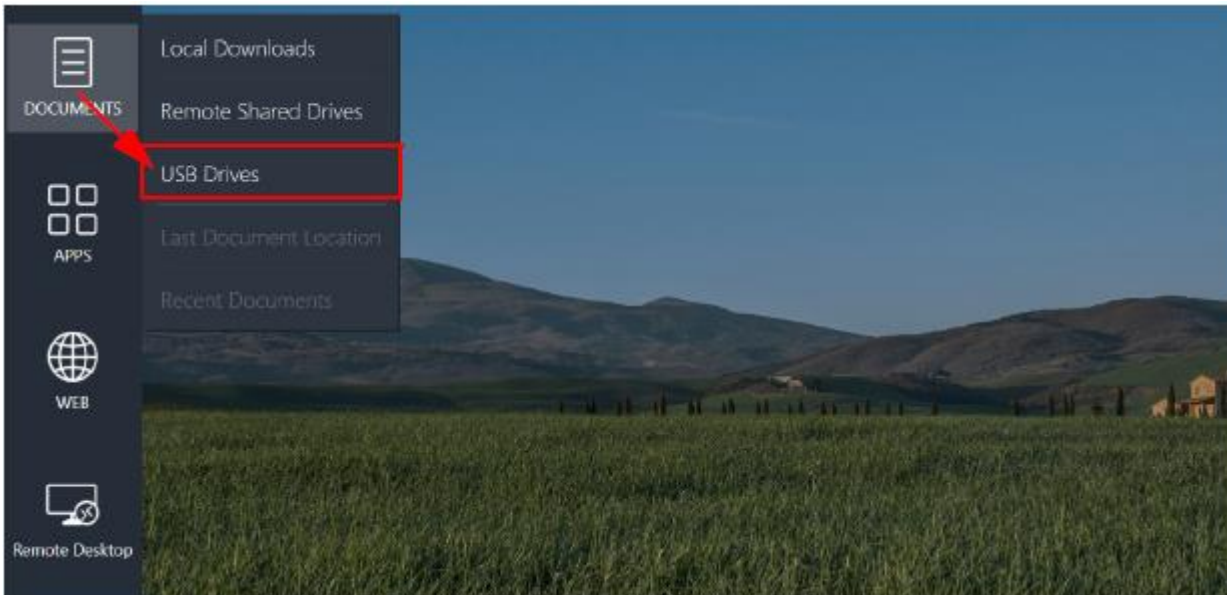 DOCUMENTS
Local Downloads
Remote Shared Drives
USB Drives
Last Document Location
Recent Documents
APPS
WEB
Remote Desktop